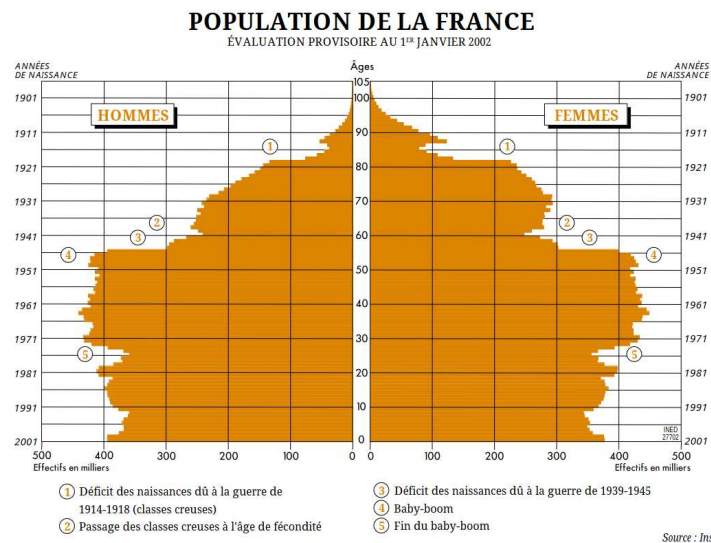 POPULATION DE LA FRANCE
ÉVALUATION PROVISOIRE AU 1ER JANVIER 2002
ANNÉES
DE NAISSANCE
Âges
ANNÉES
DE NAISSANCE
HOMMES
FEMMES
1901
1911
1921
1931
1941
1951
1961
1971
1981
1991
2001
105
100
90
80
70
60
50
40
30
20
10
0
1901
1911
1921
1931
1941
1951
1961
1971
1981
1991
2001
1
2
3
4
5
1
2
3
4
5
INED
27702
500 400 300 200 100 0 0 100 200 300 400 500
Effectifs en milliers
Effectifs en milliers
1 Déficit des naissances dû à la guerre de
1914-1918 (classes creuses)
2 Passage des classes creuses à l'âge de fécondité
3 Déficit des naissances dû à la guerre de 1939-1945
4 Baby-boom
5 Fin du baby-boom
Source : Ins